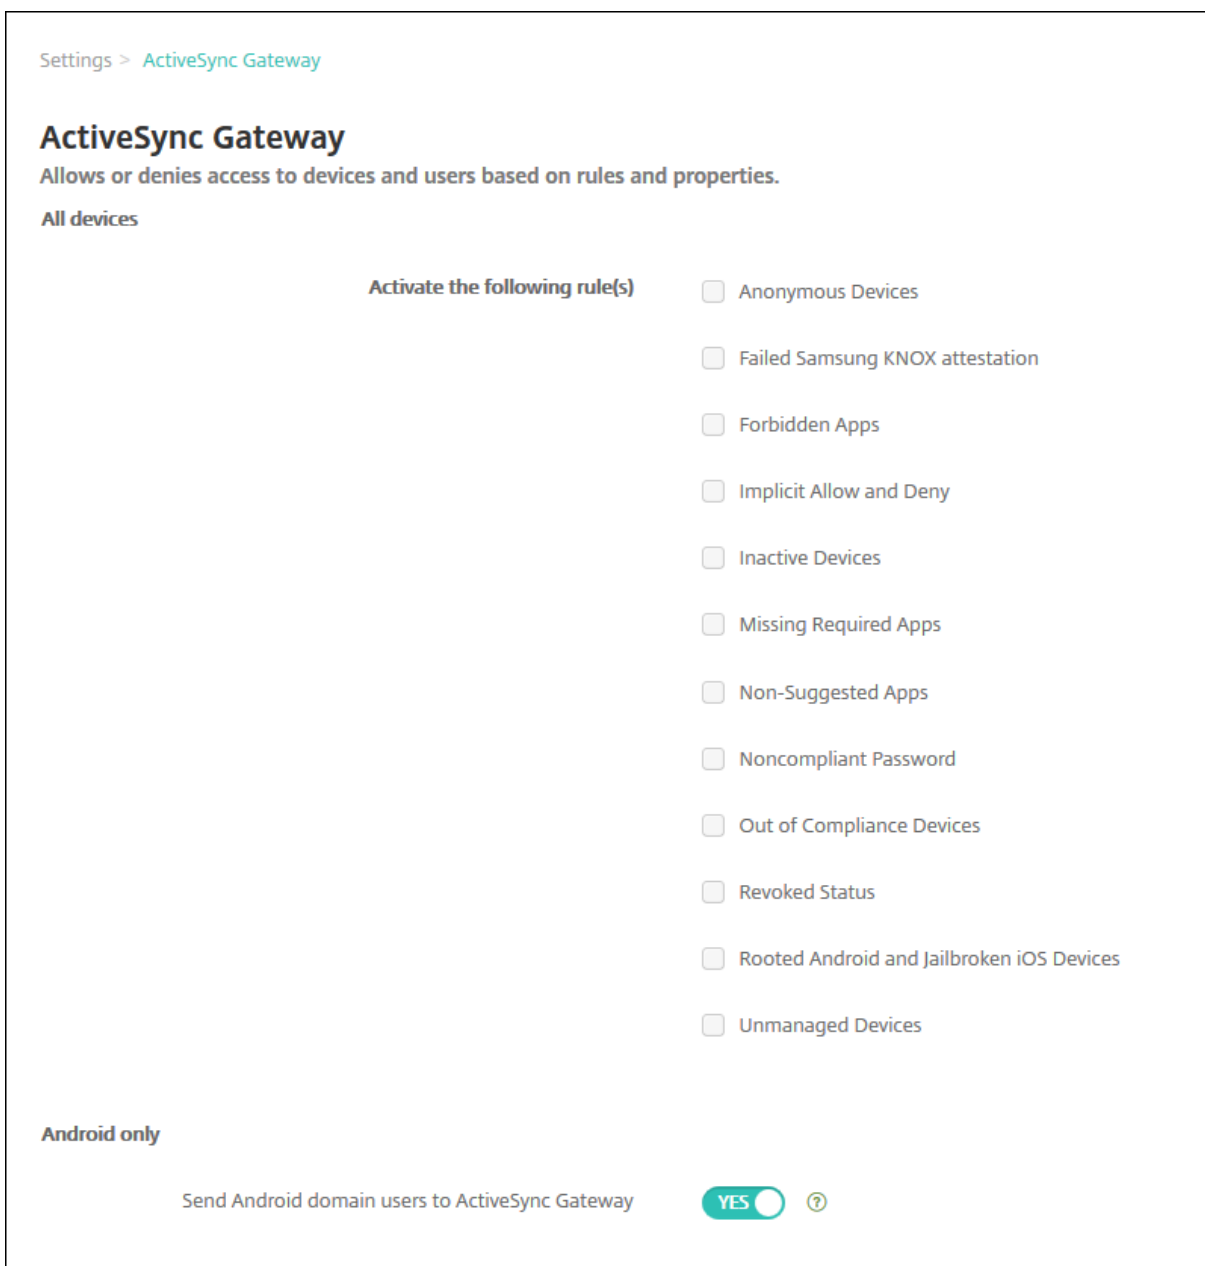 Settings > ActiveSync Gateway
ActiveSync Gateway
Allows or denies access to devices and users based on rules and properties.
All devices
Activate the following rule(s)
Anonymous Devices
Failed Samsung KNOX attestation
Forbidden Apps
Implicit Allow and Deny
Inactive Devices
Missing Required Apps
Non-Suggested Apps
Noncompliant Password
Out of Compliance Devices
Revoked Status
Rooted Android and Jailbroken iOS Devices
Unmanaged Devices
Android only
Send Android domain users to ActiveSync Gateway YES ?